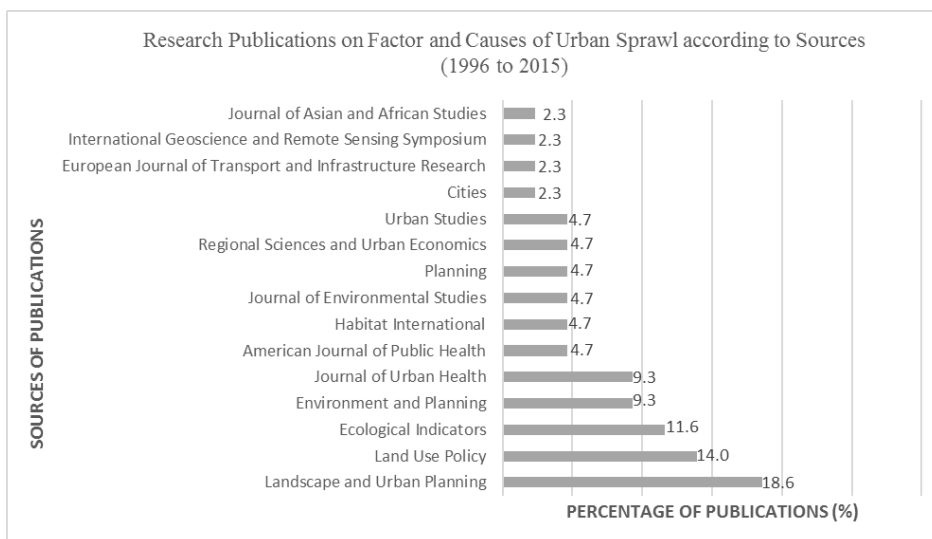 Research Publications on Factor and Causes of Urban Sprawl according to Sources
(1996 to 2015)
SOURCES OF PUBLICATIONS
Journal of Asian and African Studies 2.3
International Geoscience and Remote Sensing Symposium 2.3
European Journal of Transport and Infrastructure Research 2.3
Cities 2.3
Urban Studies 4.7
Regional Sciences and Urban Economics 4.7
Planning 4.7
Journal of Environmental Studies 4.7
Habitat International 4.7
American Journal of Public Health 4.7
Journal of Urban Health 9.3
Environment and Planning 9.3
Ecological Indicators 11.6
Land Use Policy 14.0
Landscape and Urban Planning 18.6
PERCENTAGE OF PUBLICATIONS (%)